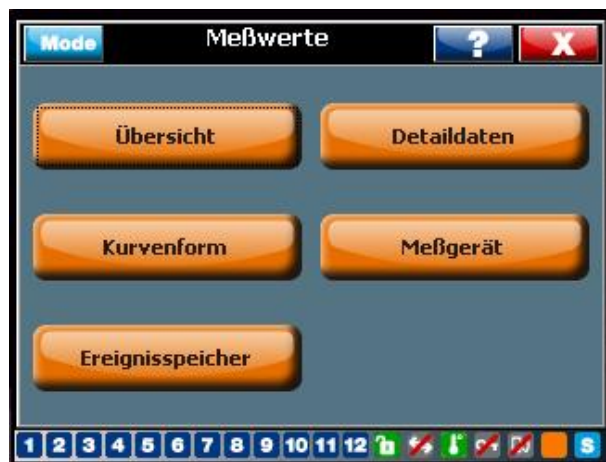 Mode Meßwerte ? X
Übersicht Detaildaten
Kurvenform Meßgerät
Ereignisspeicher
1 2 3 4 5 6 7 8 9 10 11 12 S